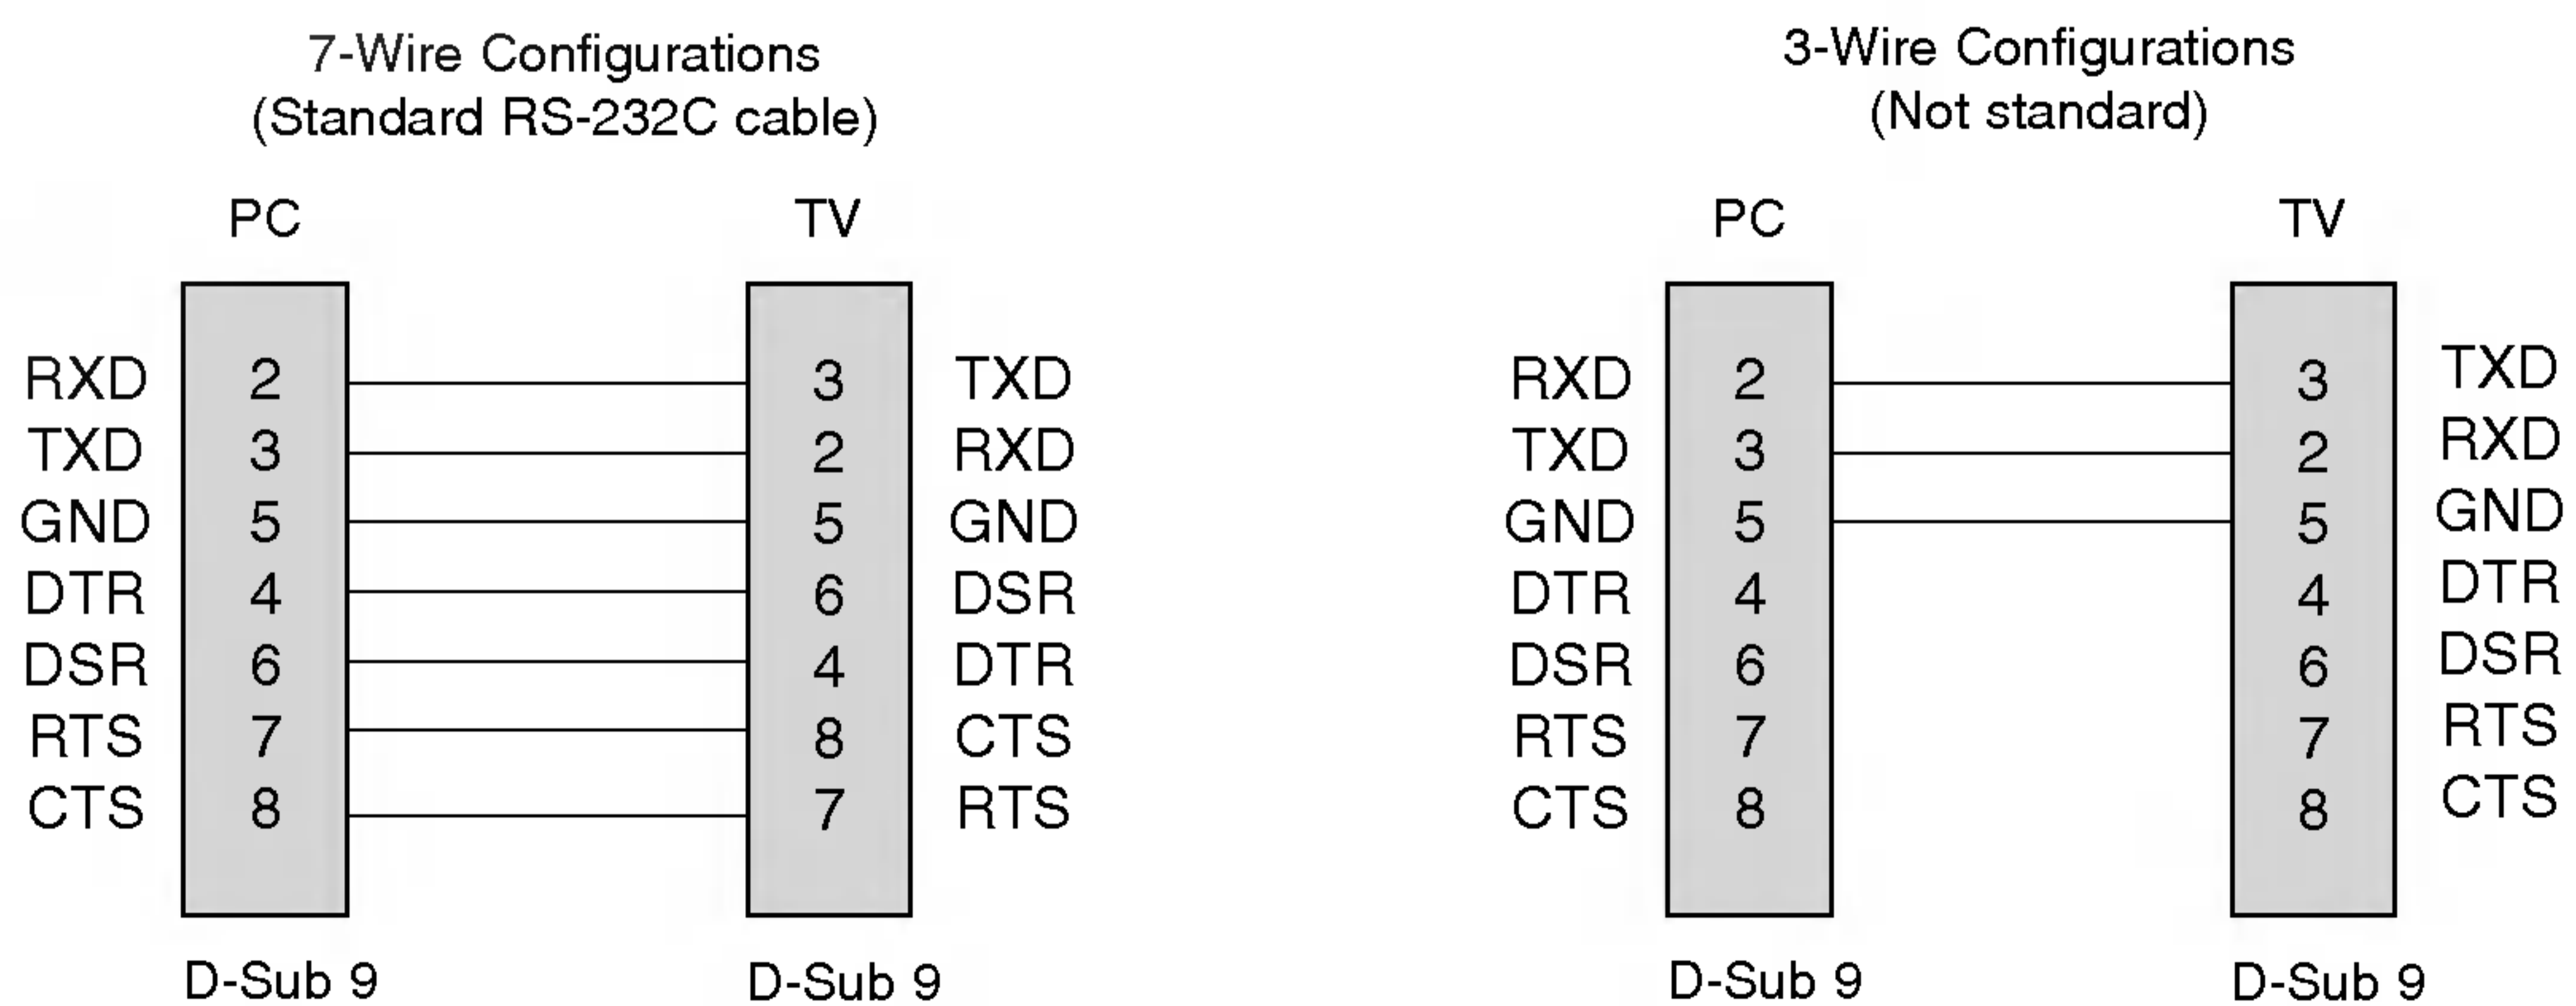 7-Wire Configurations
(Standard RS-232C cable)
PC TV
RXD 2 3 TXD
TXD 3 2 RXD
GND 5 5 GND
DTR 4 6 DSR
DSR 6 4 DTR
RTS 7 8 CTS
CTS 8 7 RTS
D-Sub 9 D-Sub 9
3-Wire Configurations
(Not standard)
PC TV
RXD 2 3 TXD
TXD 3 2 RXD
GND 5 5 GND
DTR 4 4 DTR
DSR 6 6 DSR
RTS 7 7 RTS
CTS 8 8 CTS
D-Sub 9 D-Sub 9